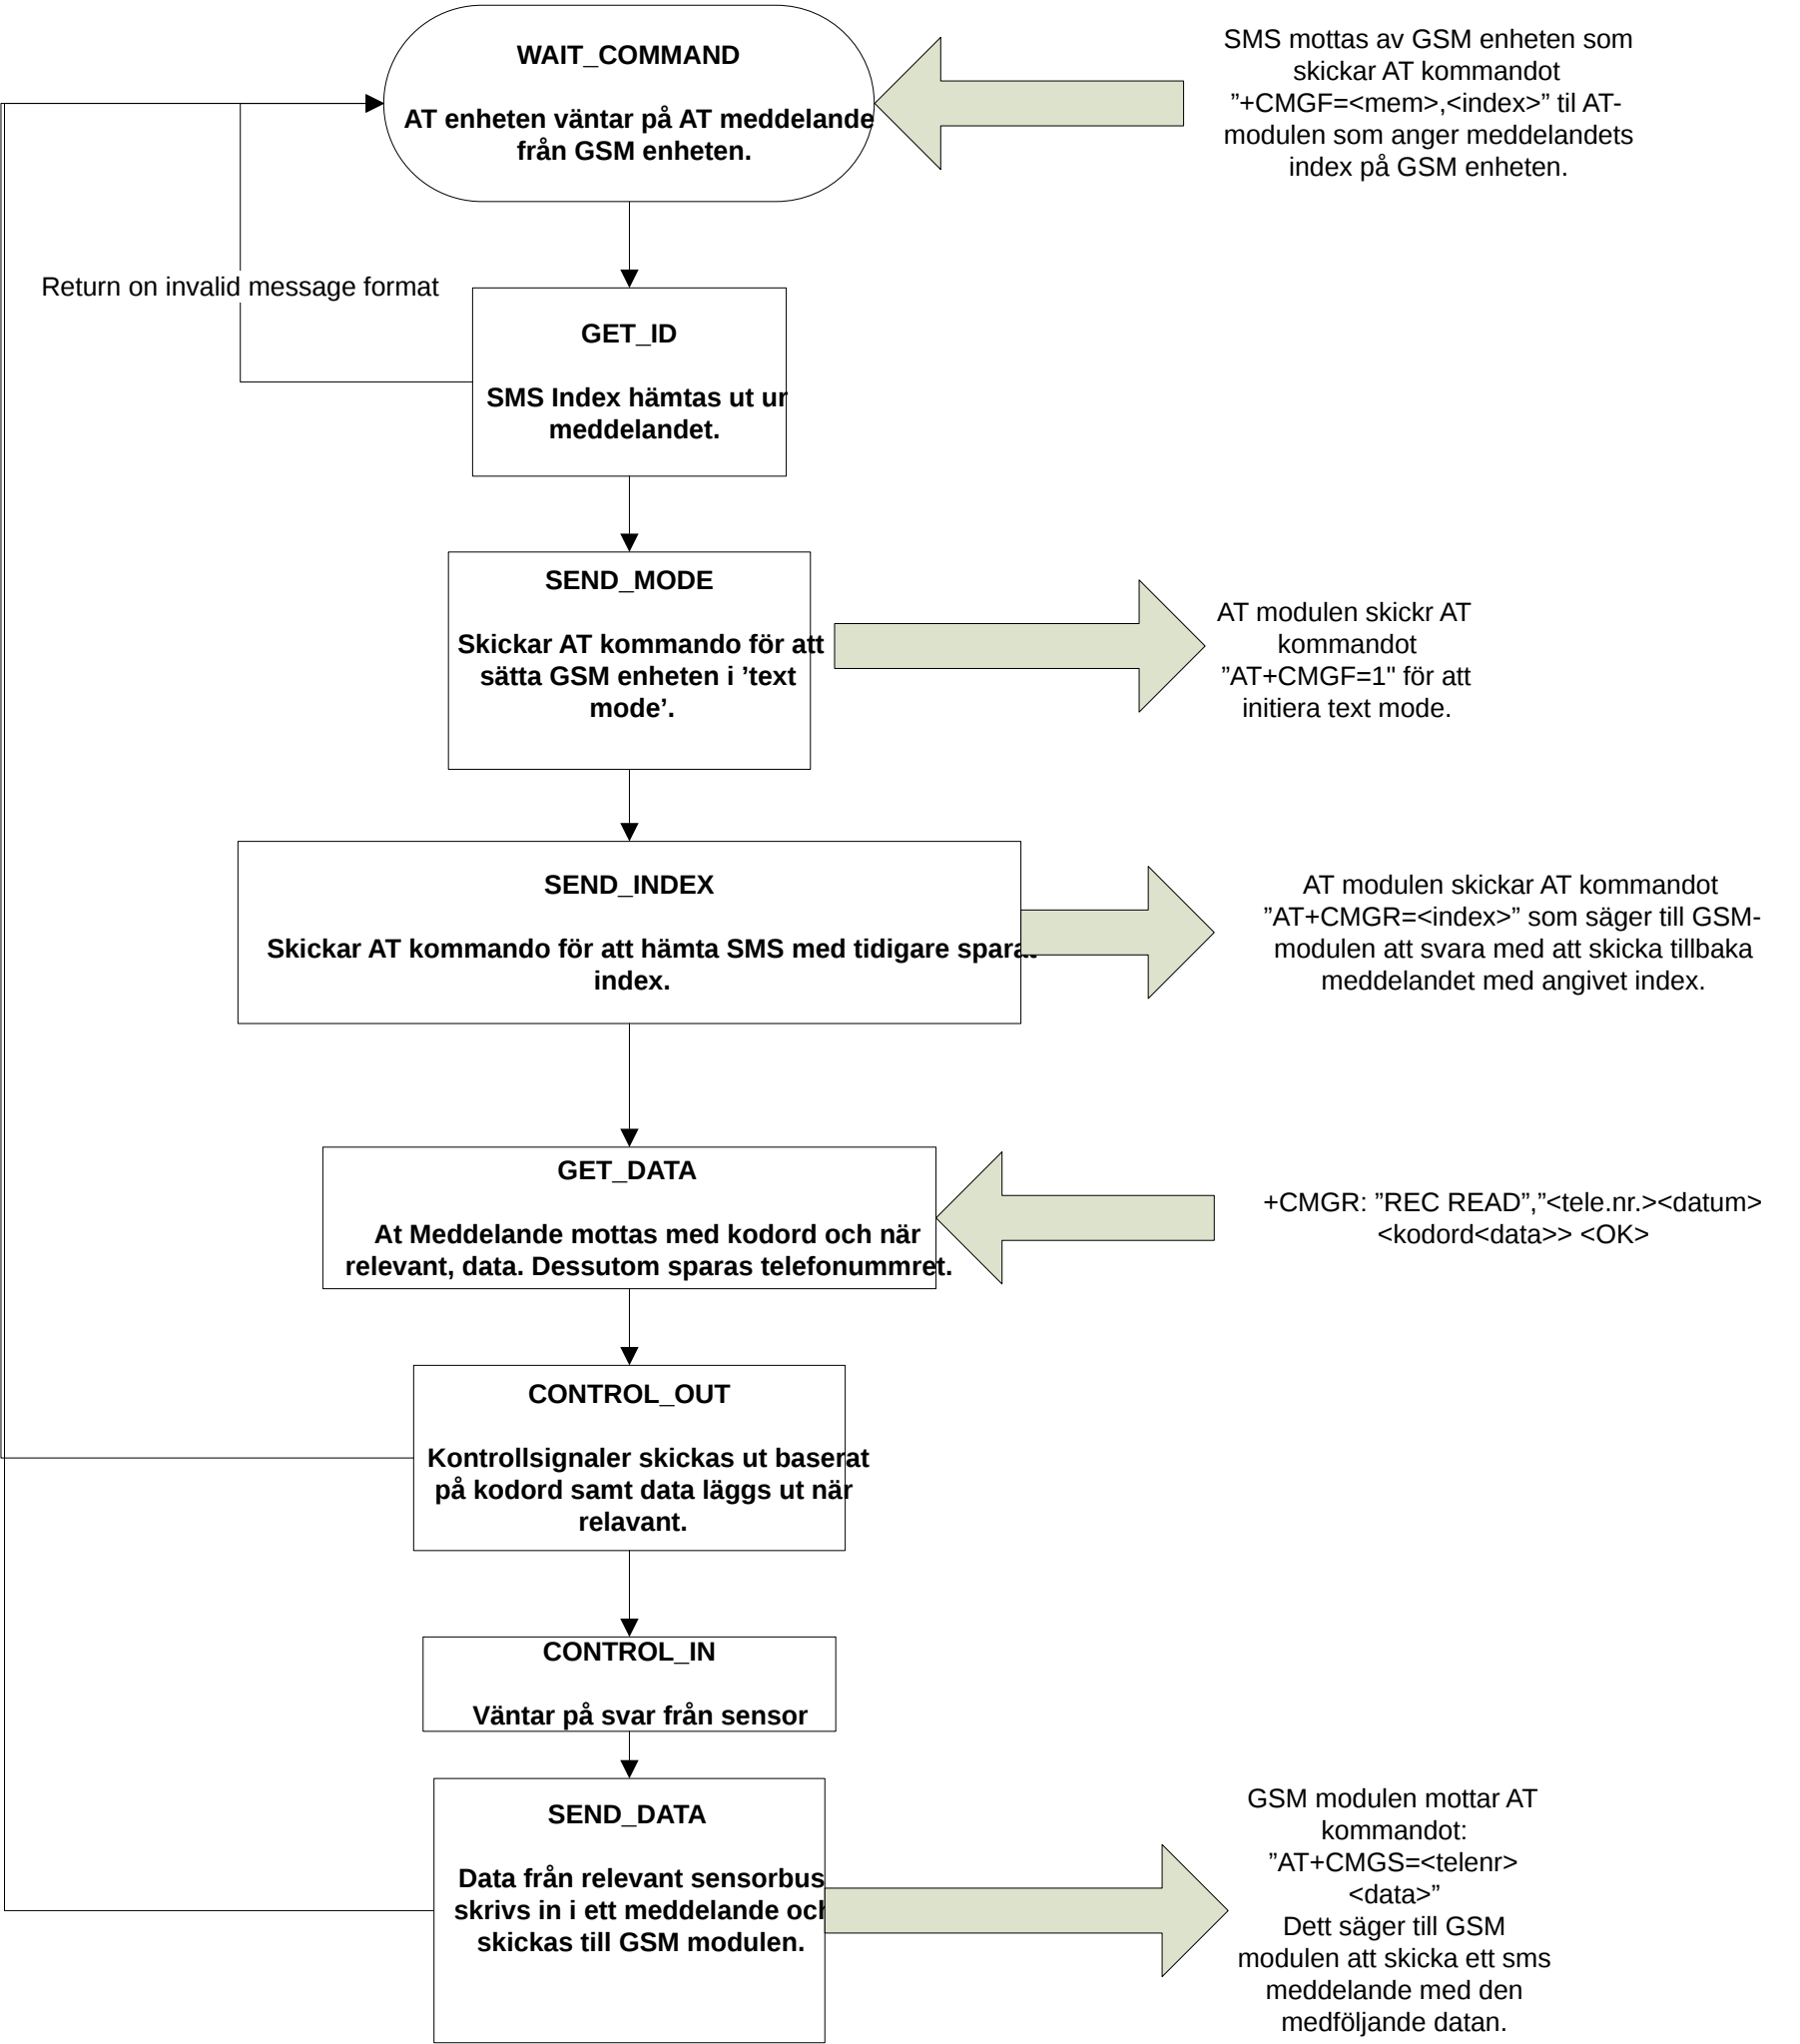 WAIT_COMMAND
AT enheten väntar på AT meddelande
från GSM enheten.
SMS mottas av GSM enheten som
skickar AT kommandot
”+CMGF=<mem>,<index>” til AT-
modulen som anger meddelandets
index på GSM enheten.
Return on invalid message format
GET_ID
SMS Index hämtas ut ur
meddelandet.
SEND_MODE
Skickar AT kommando för att
sätta GSM enheten i ’text
mode’.
AT modulen skickr AT
kommandot
”AT+CMGF=1" för att
initiera text mode.
SEND_INDEX
Skickar AT kommando för att hämta SMS med tidigare sparat
index.
AT modulen skickar AT kommandot
”AT+CMGR=<index>” som säger till GSM-
modulen att svara med att skicka tillbaka
meddelandet med angivet index.
GET_DATA
At Meddelande mottas med kodord och när
relevant, data. Dessutom sparas telefonummret.
+CMGR: ”REC READ”,”<tele.nr.><datum>
<kodord<data>> <OK>
CONTROL_OUT
Kontrollsignaler skickas ut baserat
på kodord samt data läggs ut när
relavant.
CONTROL_IN
Väntar på svar från sensor
SEND_DATA
Data från relevant sensorbus
skrivs in i ett meddelande och
skickas till GSM modulen.
GSM modulen mottar AT
kommandot:
”AT+CMGS=<telenr>
<data>”
Dett säger till GSM
modulen att skicka ett sms
meddelande med den
medföljande datan.